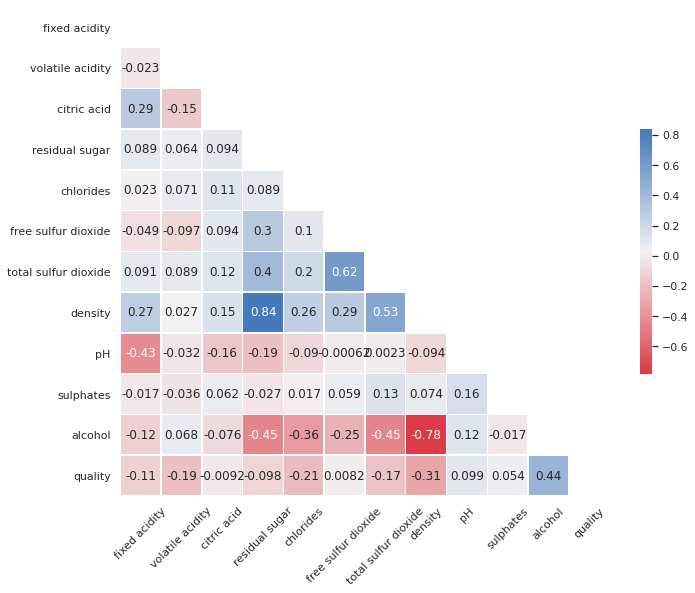 fixed acidity
volatile acidity -0.023
citric acid 0.29 -0.15
residual sugar 0.089 0.064 0.094
chlorides 0.023 0.071 0.11 0.089
free sulfur dioxide -0.049 -0.097 0.094 0.3 0.1
total sulfur dioxide 0.091 0.089 0.12 0.4 0.2 0.62
density 0.27 0.027 0.15 0.84 0.26 0.29 0.53
pH -0.43 -0.032 -0.16 -0.19 -0.09 -0.00062 0.0023 -0.094
sulphates -0.017 -0.036 0.062 -0.027 0.017 0.059 0.13 0.074 0.16
alcohol -0.12 0.068 -0.076 -0.45 -0.36 -0.25 -0.45 -0.78 0.12 -0.017
quality -0.11 -0.19 -0.0092 -0.098 -0.21 0.0082 -0.17 -0.31 0.099 0.054 0.44
fixed acidity
volatile acidity
citric acid
residual sugar
chlorides
free sulfur dioxide
total sulfur dioxide
density
pH
sulphates
alcohol
quality
0.8
0.6
0.4
0.2
0.0
−0.2
−0.4
−0.6